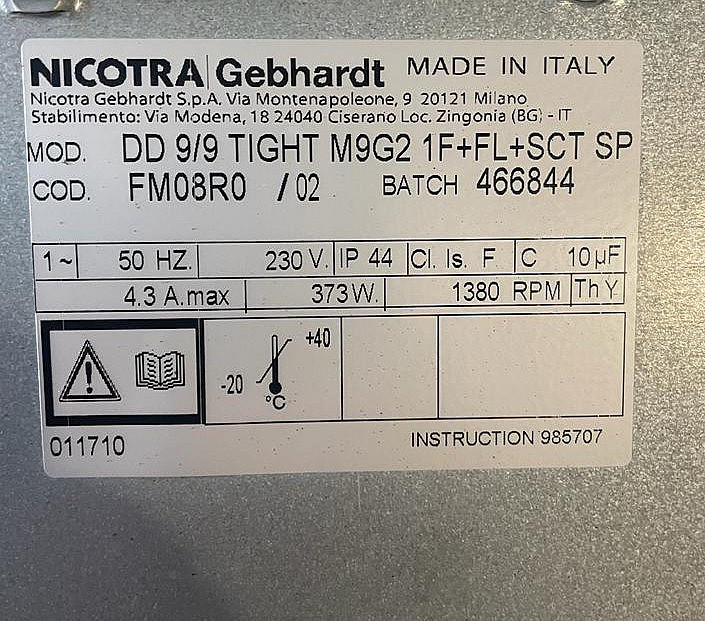 NICOTRA Gebhardt MADE IN ITALY
Nicotra Gebhardt S.p.A. Via Montenapoleone, 9 20121 Milano
Stabilimento: Via Modena, 18 24040 Ciserano Loc. Zingonia (BG) - IT
MOD. DD 9/9 TIGHT M9G2 1F+FL+SCT SP
COD. FM08R0 /02 BATCH 466844
1~ 50 HZ. 230 V. IP 44 Cl. Is. F C 10µF
4.3 A.max 373W. 1380 RPM Th Y
+40
-20
°C
011710 INSTRUCTION 985707